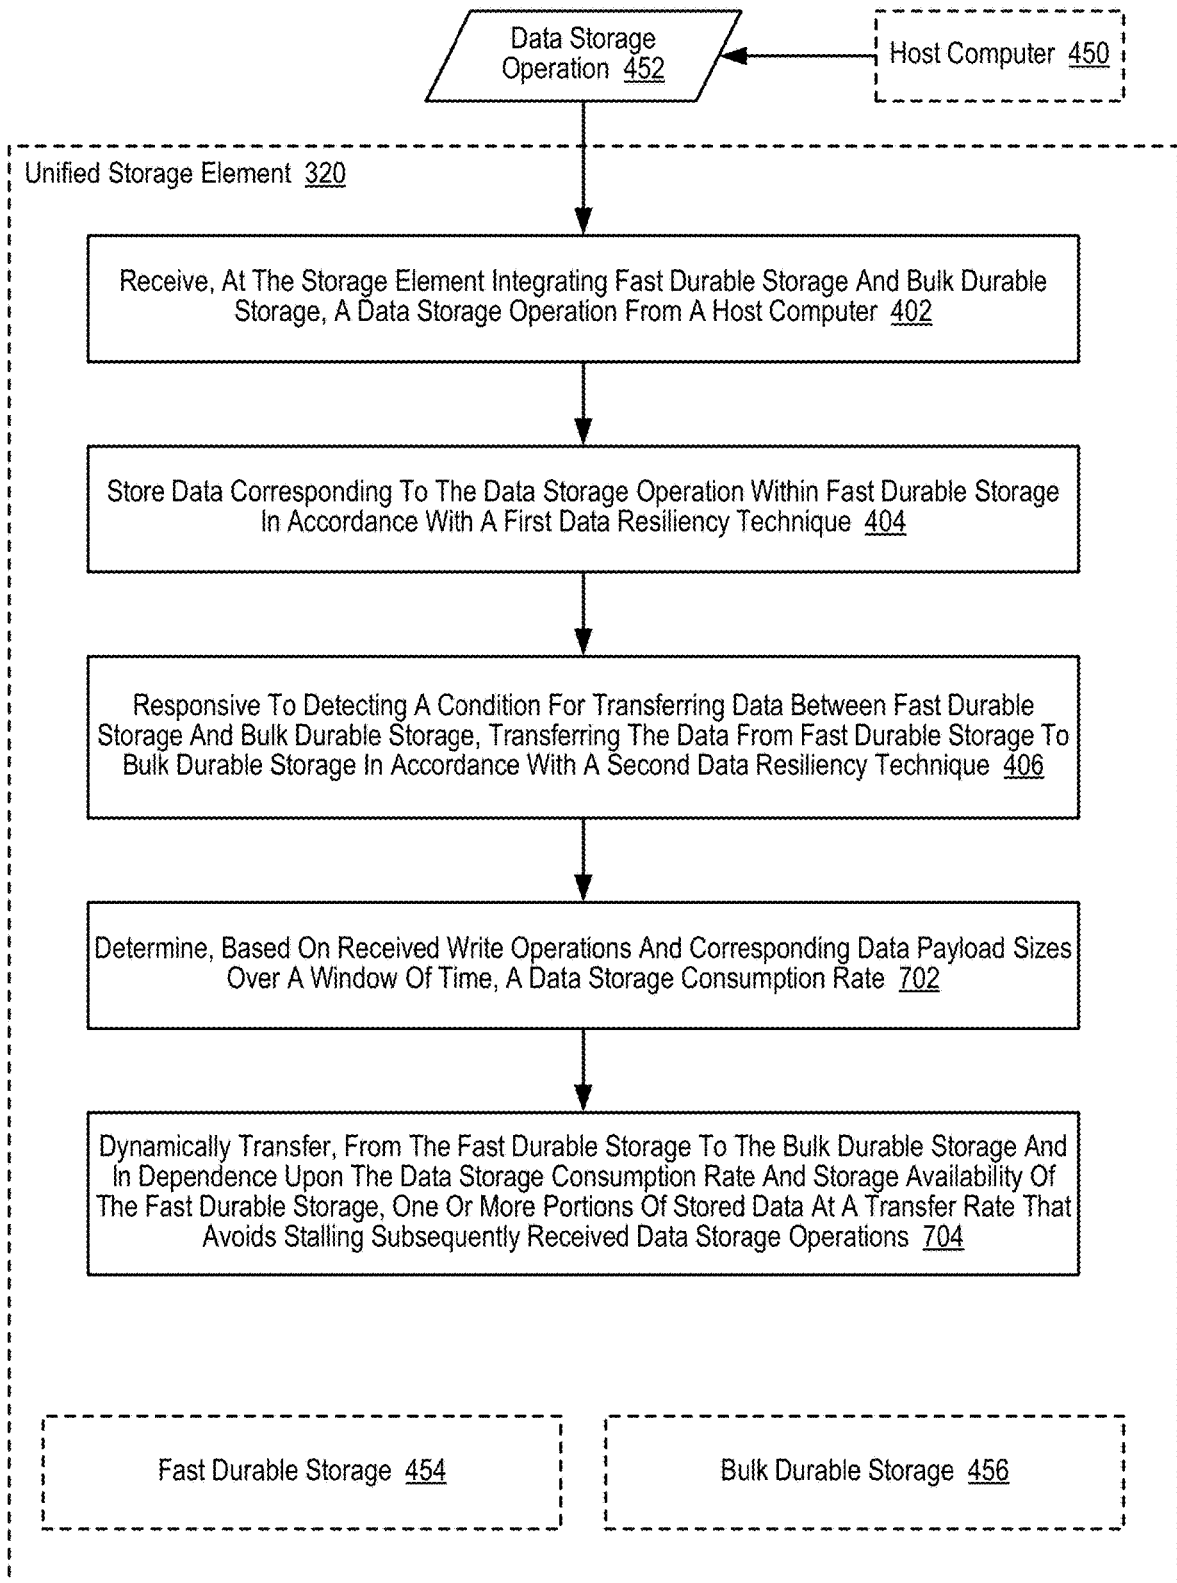 Data Storage
Operation 452
Host Computer 450
Unified Storage Element 320
Receive, At The Storage Element Integrating Fast Durable Storage And Bulk Durable
Storage, A Data Storage Operation From A Host Computer 402
Store Data Corresponding To The Data Storage Operation Within Fast Durable Storage
In Accordance With A First Data Resiliency Technique 404
Responsive To Detecting A Condition For Transferring Data Between Fast Durable
Storage And Bulk Durable Storage, Transferring The Data From Fast Durable Storage To
Bulk Durable Storage In Accordance With A Second Data Resiliency Technique 406
Determine, Based On Received Write Operations And Corresponding Data Payload Sizes
Over A Window Of Time, A Data Storage Consumption Rate 702
Dynamically Transfer, From The Fast Durable Storage To The Bulk Durable Storage And
In Dependence Upon The Data Storage Consumption Rate And Storage Availability Of
The Fast Durable Storage, One Or More Portions Of Stored Data At A Transfer Rate That
Avoids Stalling Subsequently Received Data Storage Operations 704
Fast Durable Storage 454
Bulk Durable Storage 456